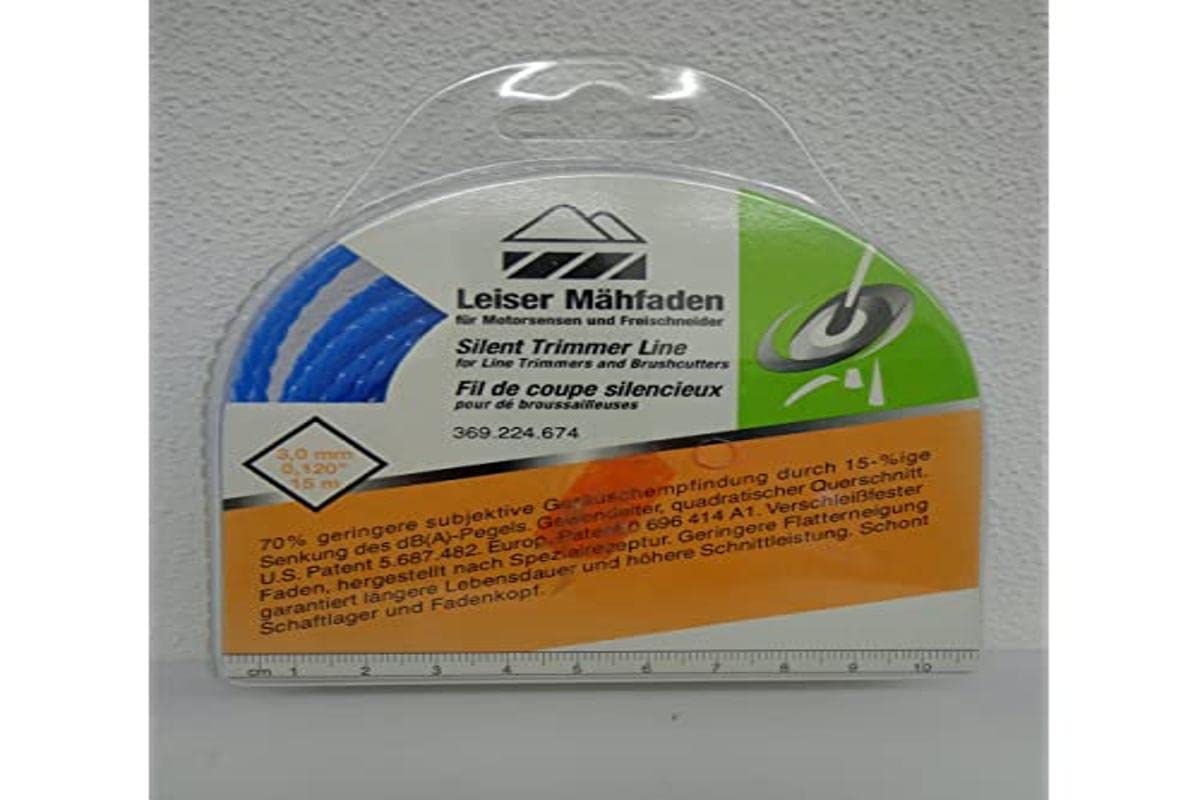 Leiser Mähfaden
für Motorsensen und Freischneider
Silent Trimmer Line
for Line Trimmers and Brushcutters
Fil de coupe silencieux
pour dé broussailleuses
369.224.674
3,0 mm
0,120"
15 m
70% geringere subjektive Geräuschempfindung durch 15-%ige
Senkung des dB(A)-Pegels. Gewendelter, quadratischer Querschnitt.
U.S. Patent 5.687.482. Europ. Patent 0 696 414 A1. Verschleißfester
Faden, hergestellt nach Spezialrezeptur. Geringere Flatterneigung
garantiert längere Lebensdauer und höhere Schnittleistung. Schont
Schaftlager und Fadenkopf.
cm 1 2 3 4 5 6 7 8 9 10